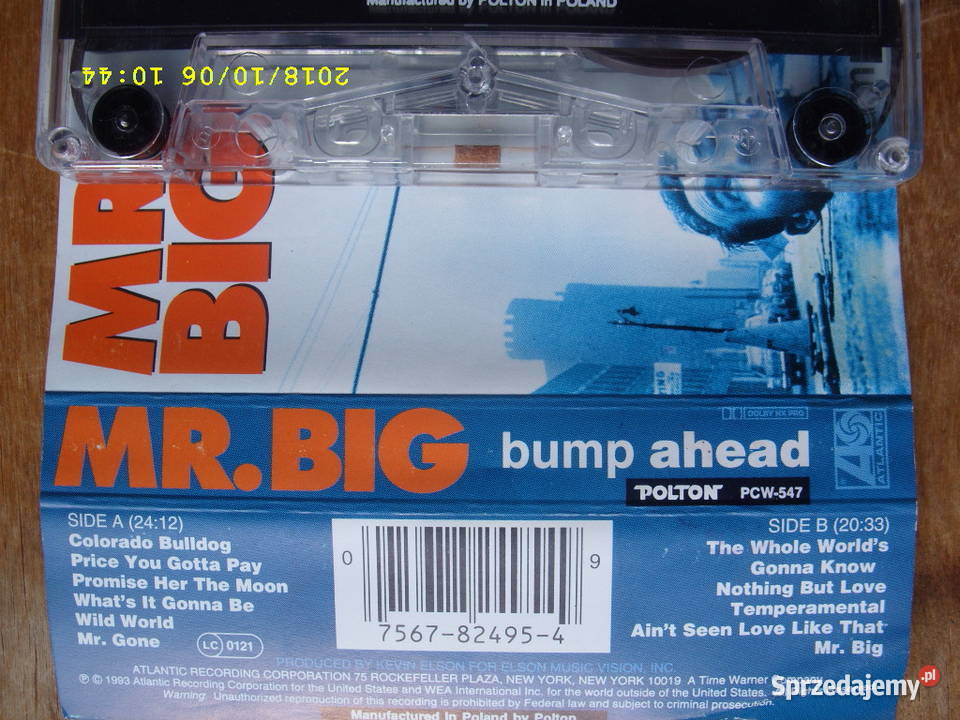 Manufactured by POLTON in POLAND
2018/10/06 10:44
MR.
BIG
MR. BIG bump ahead
DOLBY HX PRO
ATLANTIC
POLTON PCW-547
SIDE A (24:12)
Colorado Bulldog
Price You Gotta Pay
Promise Her The Moon
What's It Gonna Be
Wild World
Mr. Gone
LC 0121
0 9
7567-82495-4
SIDE B (20:33)
The Whole World's
Gonna Know
Nothing But Love
Temperamental
Ain't Seen Love Like That
Mr. Big
PRODUCED BY KEVIN ELSON FOR ELSON MUSIC VISION, INC.
ATLANTIC RECORDING CORPORATION 75 ROCKEFELLER PLAZA, NEW YORK, NEW YORK 10019 A Time Warner Company
℗ © 1993 Atlantic Recording Corporation for the United States and WEA International Inc. for the world outside of the United States.
Warning: Unauthorized reproduction of this recording is prohibited by Federal law and subject to criminal prosecution.
Manufactured in Poland by Polton
Sprzedajemy.pl